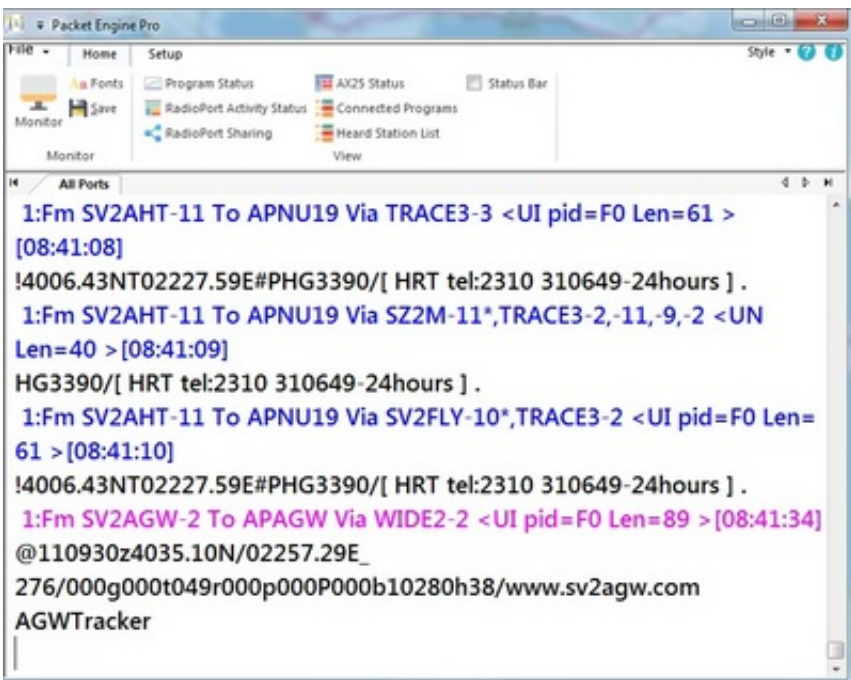 Packet Engine Pro
File
Home
Setup
Style
Monitor
Aa Fonts
Save
Monitor
Program Status
RadioPort Activity Status
RadioPort Sharing
AX25 Status
Connected Programs
Heard Station List
Status Bar
View
All Ports
1:Fm SV2AHT-11 To APNU19 Via TRACE3-3 <UI pid=F0 Len=61 >
[08:41:08]
!4006.43NT02227.59E#PHG3390/[ HRT tel:2310 310649-24hours ] .
1:Fm SV2AHT-11 To APNU19 Via SZ2M-11*,TRACE3-2,-11,-9,-2 <UN
Len=40 >[08:41:09]
HG3390/[ HRT tel:2310 310649-24hours ] .
1:Fm SV2AHT-11 To APNU19 Via SV2FLY-10*,TRACE3-2 <UI pid=F0 Len=
61 >[08:41:10]
!4006.43NT02227.59E#PHG3390/[ HRT tel:2310 310649-24hours ] .
1:Fm SV2AGW-2 To APAGW Via WIDE2-2 <UI pid=F0 Len=89 >[08:41:34]
@110930z4035.10N/02257.29E_
276/000g000t049r000p000P000b10280h38/www.sv2agw.com
AGWTracker